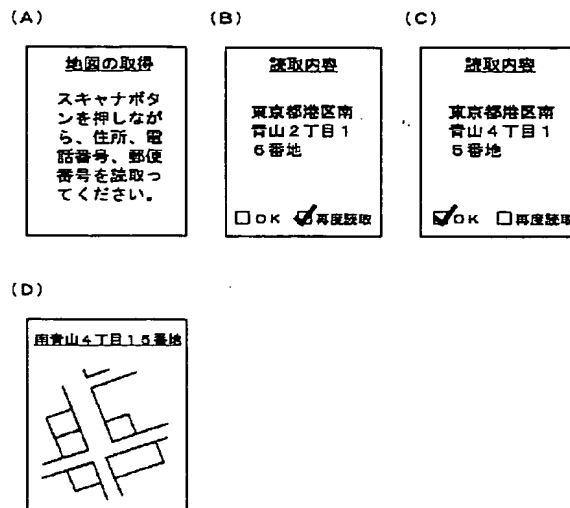 (A)
地図の取得
スキャナボタ
ンを押しなが
ら、住所、電
話番号、郵便
番号を読取っ
てください。
(B)
読取内容
東京都港区南
青山２丁目１
６番地
□ＯＫ ☑再度読取
(C)
読取内容
東京都港区南
青山４丁目１
５番地
☑ＯＫ □再度読取
(D)
南青山４丁目１５番地